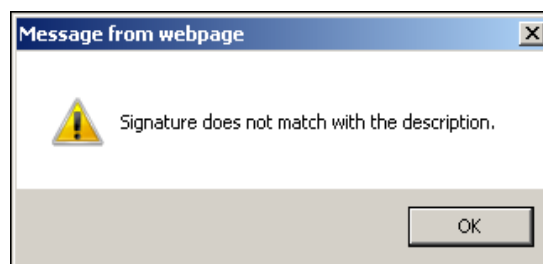 Message from webpage
Signature does not match with the description.
OK